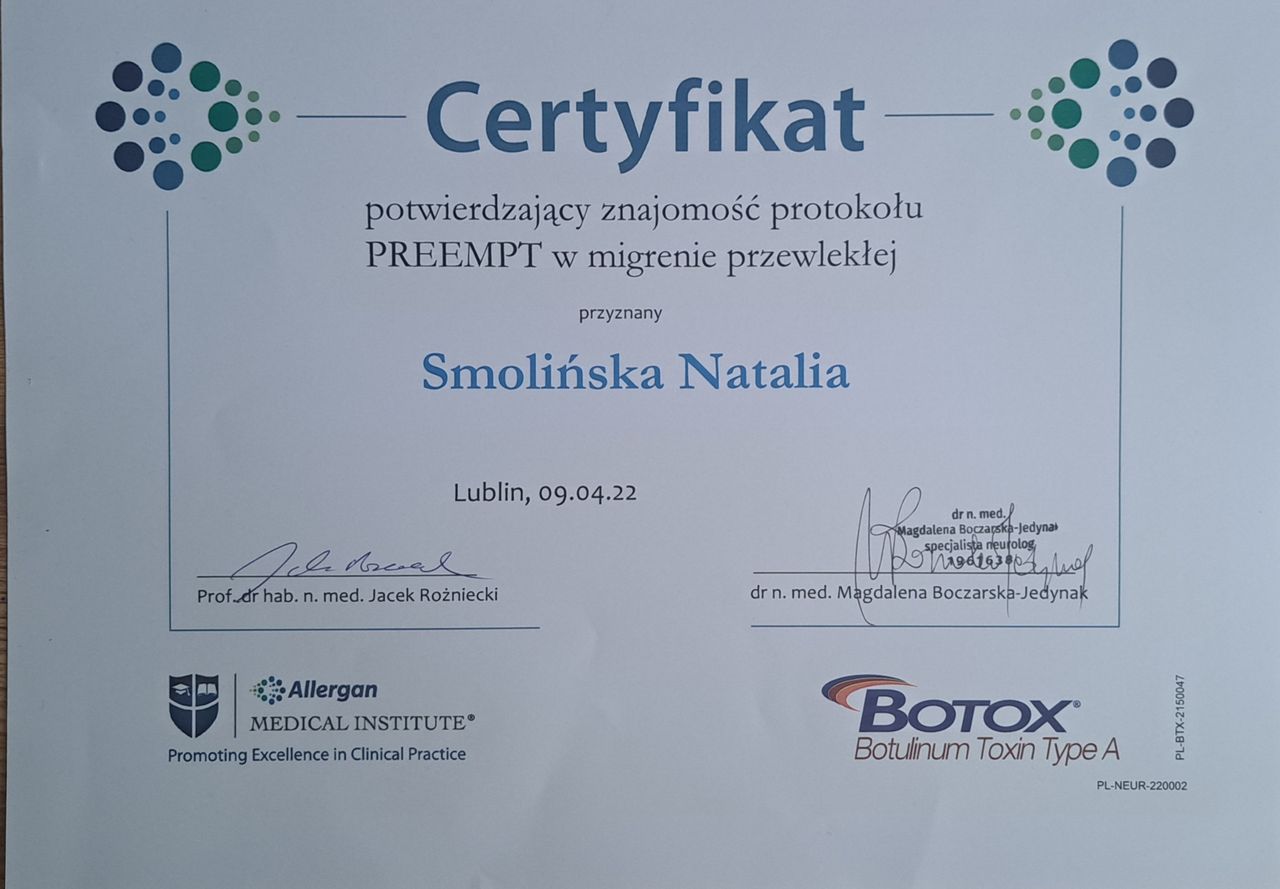 Certyfikat
potwierdzający znajomość protokołu
PREEMPT w migrenie przewlekłej
przyznany
Smolińska Natalia
Lublin, 09.04.22
dr n. med.
Magdalena Boczarska-Jedynak
specjalista neurolog
1961638
Prof. dr hab. n. med. Jacek Rożniecki
dr n. med. Magdalena Boczarska-Jedynak
Allergan
MEDICAL INSTITUTE®
Promoting Excellence in Clinical Practice
BOTOX®
Botulinum Toxin Type A
PL-BTX-2150047
PL-NEUR-220002